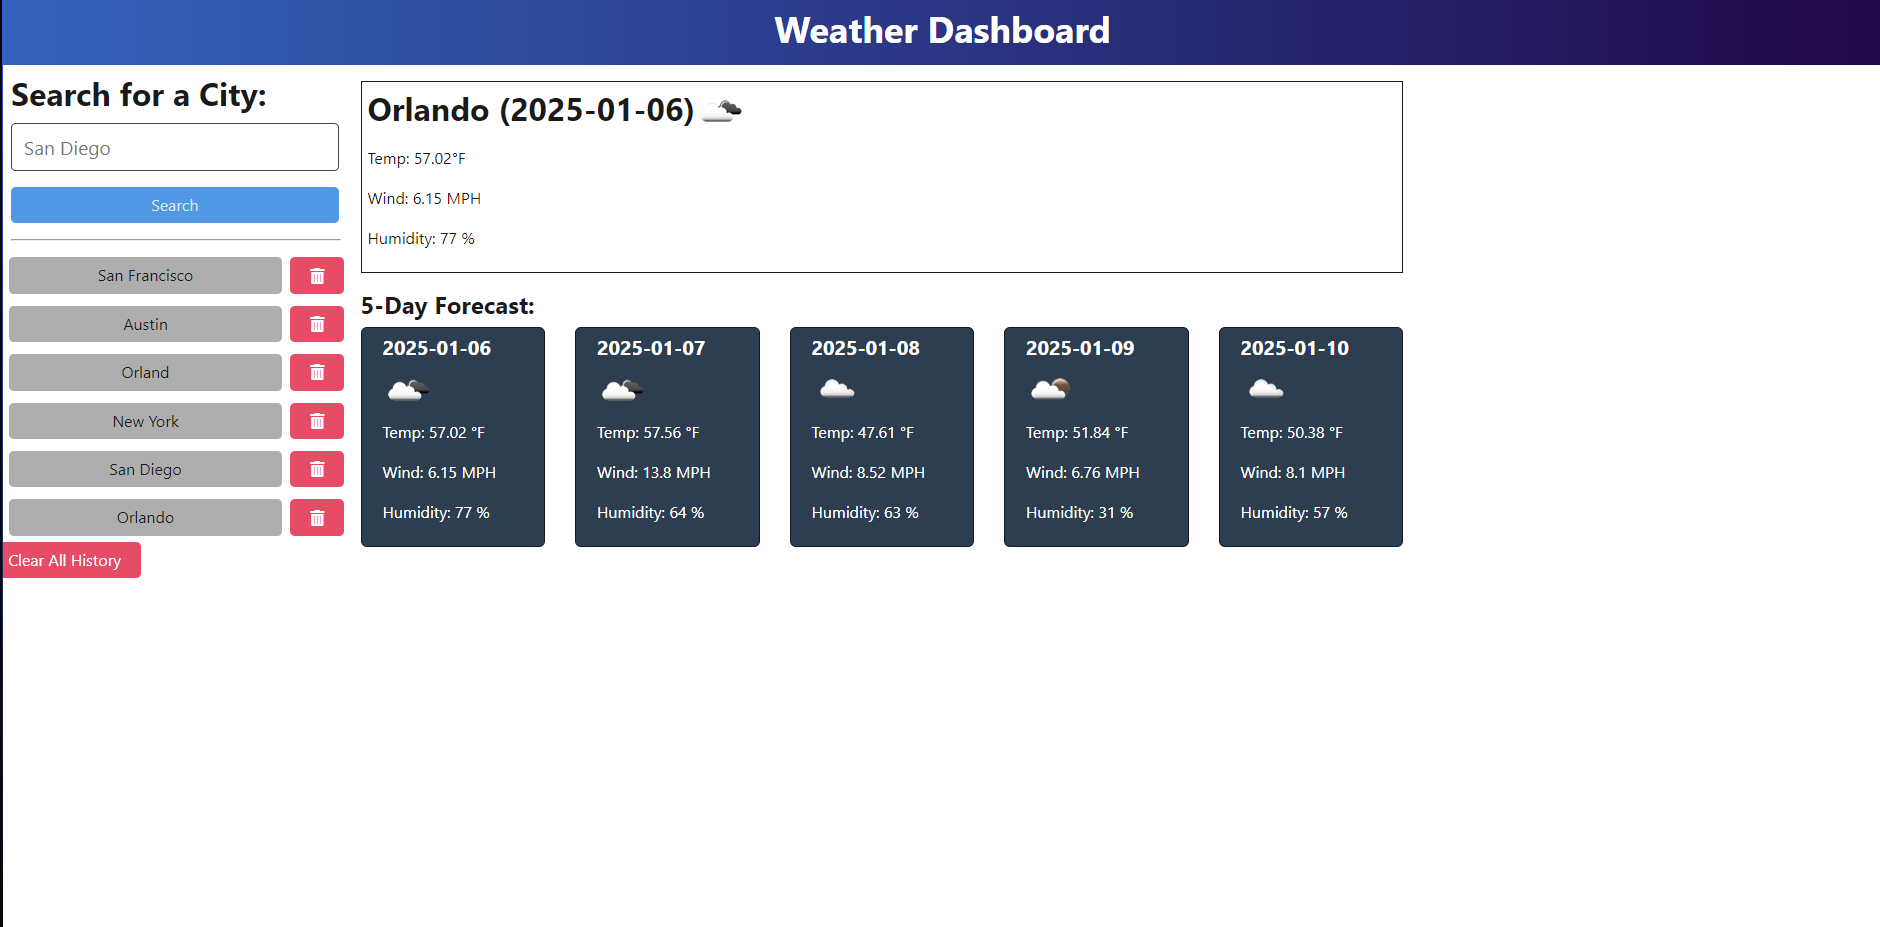 Weather Dashboard
Search for a City:
San Diego
Search
San Francisco
Austin
Orland
New York
San Diego
Orlando
Clear All History
Orlando (2025-01-06)
Temp: 57.02°F
Wind: 6.15 MPH
Humidity: 77 %
5-Day Forecast:
2025-01-06
Temp: 57.02 °F
Wind: 6.15 MPH
Humidity: 77 %
2025-01-07
Temp: 57.56 °F
Wind: 13.8 MPH
Humidity: 64 %
2025-01-08
Temp: 47.61 °F
Wind: 8.52 MPH
Humidity: 63 %
2025-01-09
Temp: 51.84 °F
Wind: 6.76 MPH
Humidity: 31 %
2025-01-10
Temp: 50.38 °F
Wind: 8.1 MPH
Humidity: 57 %